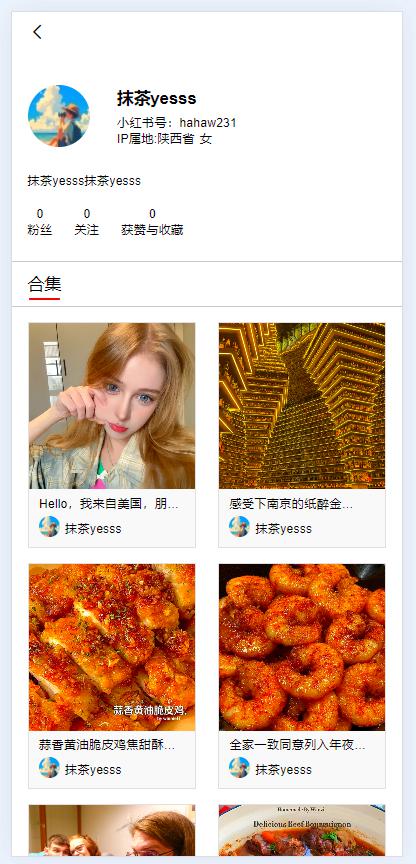 抹茶yesss
小红书号：hahaw231
IP属地:陕西省 女
抹茶yesss抹茶yesss
0 0 0
粉丝 关注 获赞与收藏
合集
Hello，我来自美国，朋...
抹茶yesss
感受下南京的纸醉金...
抹茶yesss
蒜香黄油脆皮鸡.
by winnieff
蒜香黄油脆皮鸡焦甜酥...
抹茶yesss
全家一致同意列入年夜...
抹茶yesss
Delicious Beef Bourguignon